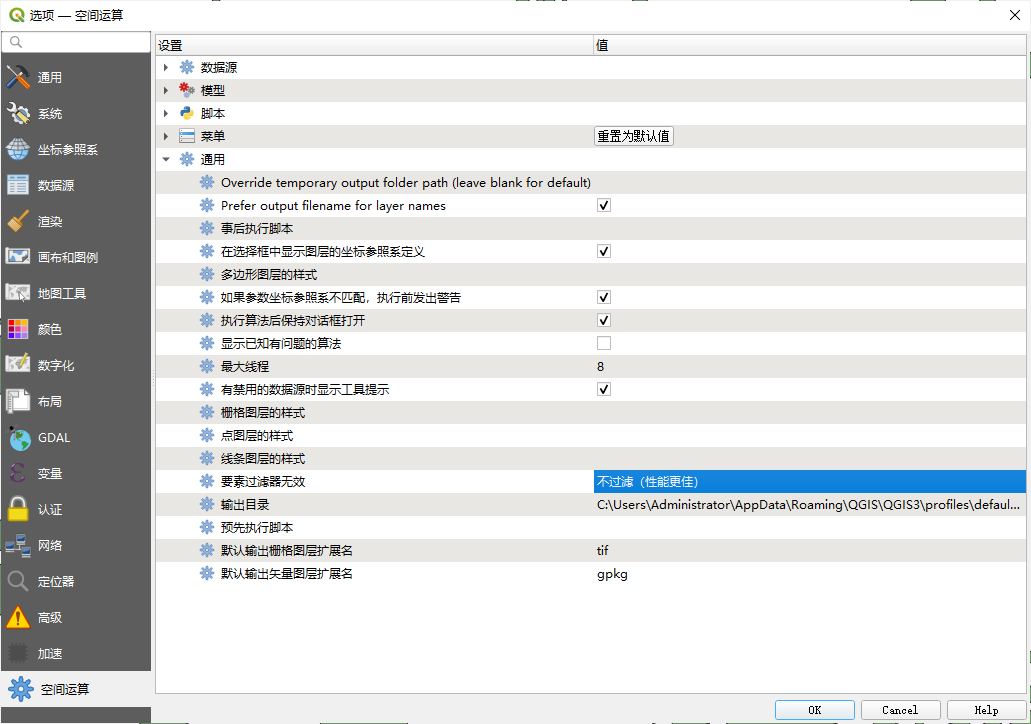 选项 — 空间运算
通用
系统
坐标参照系
数据源
渲染
画布和图例
地图工具
颜色
数字化
布局
GDAL
变量
认证
网络
定位器
高级
加速
空间运算
设置 值
数据源
模型
脚本
菜单 重置为默认值
通用
Override temporary output folder path (leave blank for default)
Prefer output filename for layer names
事后执行脚本
在选择框中显示图层的坐标参照系定义
多边形图层的样式
如果参数坐标参照系不匹配，执行前发出警告
执行算法后保持对话框打开
显示已知有问题的算法
最大线程 8
有禁用的数据源时显示工具提示
栅格图层的样式
点图层的样式
线条图层的样式
要素过滤器无效 不过滤（性能更佳）
输出目录 C:\Users\Administrator\AppData\Roaming\QGIS\QGIS3\profiles\defaul...
预先执行脚本
默认输出栅格图层扩展名 tif
默认输出矢量图层扩展名 gpkg
OK Cancel Help